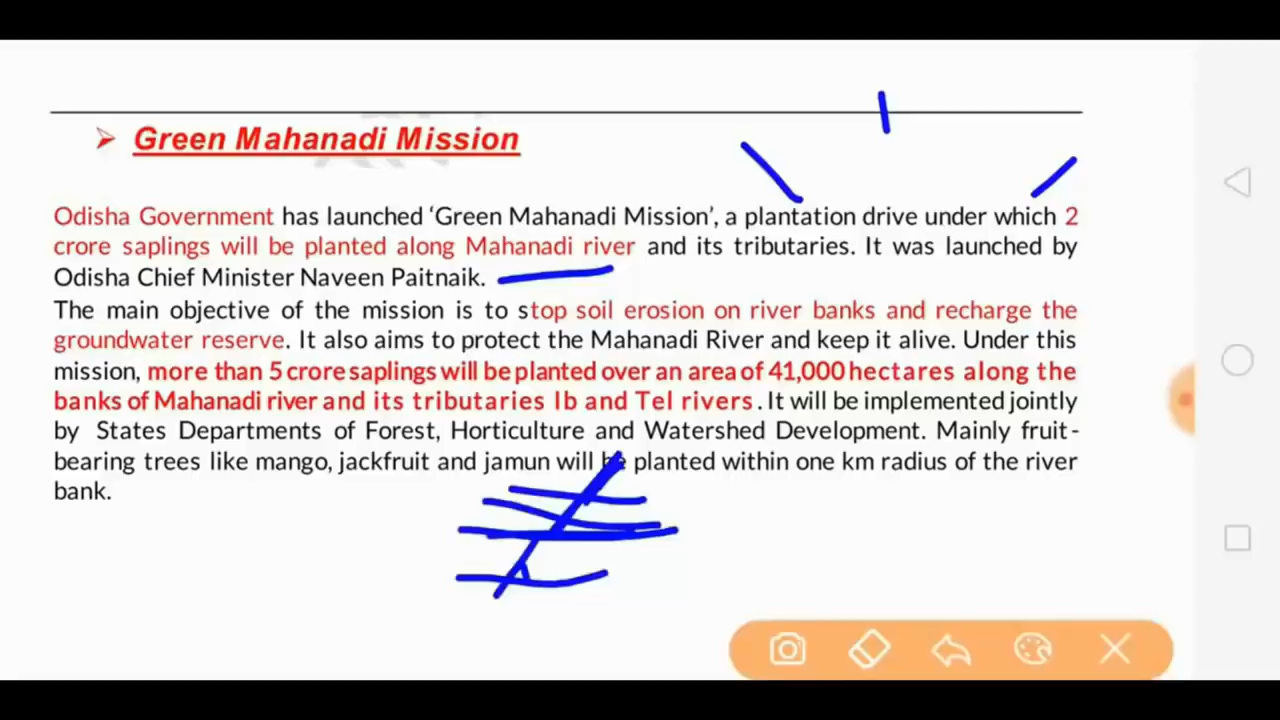 Green Mahanadi Mission
Odisha Government has launched ‘Green Mahanadi Mission’, a plantation drive under which 2
crore saplings will be planted along Mahanadi river and its tributaries. It was launched by
Odisha Chief Minister Naveen Paitnaik.
The main objective of the mission is to stop soil erosion on river banks and recharge the
groundwater reserve. It also aims to protect the Mahanadi River and keep it alive. Under this
mission, more than 5 crore saplings will be planted over an area of 41,000 hectares along the
banks of Mahanadi river and its tributaries Ib and Tel rivers. It will be implemented jointly
by States Departments of Forest, Horticulture and Watershed Development. Mainly fruit-
bearing trees like mango, jackfruit and jamun will be planted within one km radius of the river
bank.